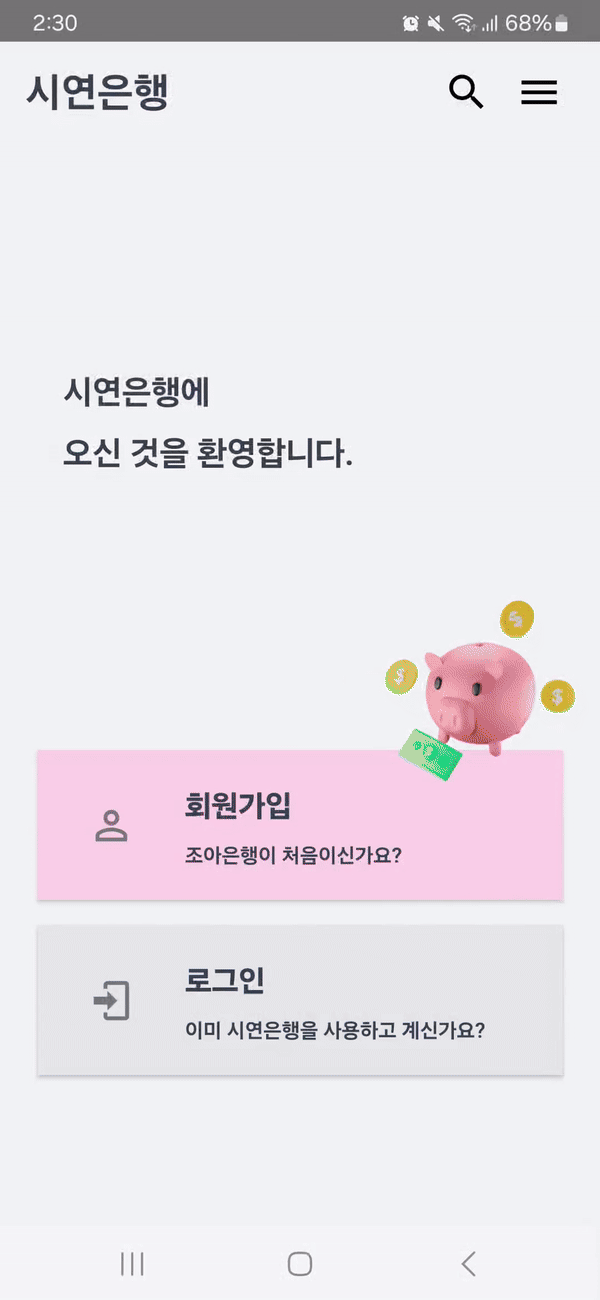 2:30
68%
시연은행
시연은행에
오신 것을 환영합니다.
회원가입
조아은행이 처음이신가요?
로그인
이미 시연은행을 사용하고 계신가요?